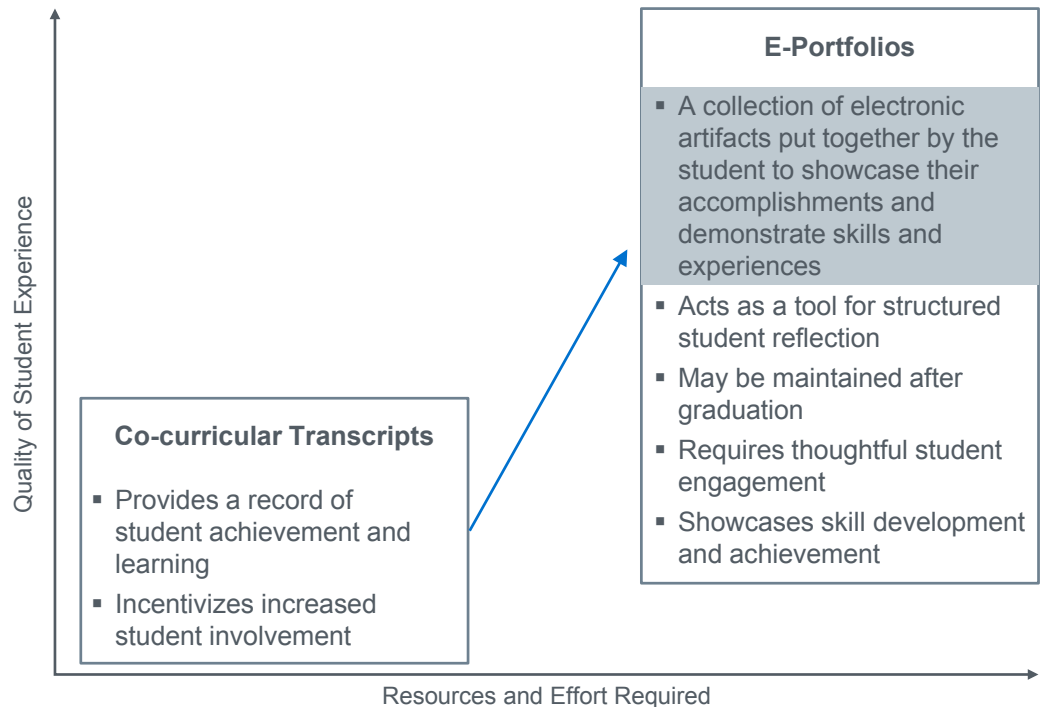 E-Portfolios
▪ A collection of electronic
artifacts put together by the
student to showcase their
accomplishments and
demonstrate skills and
experiences
▪ Acts as a tool for structured
student reflection
▪ May be maintained after
graduation
▪ Requires thoughtful student
engagement
▪ Showcases skill development
and achievement
Quality of Student Experience
Co-curricular Transcripts
▪ Provides a record of
student achievement and
learning
▪ Incentivizes increased
student involvement
Resources and Effort Required